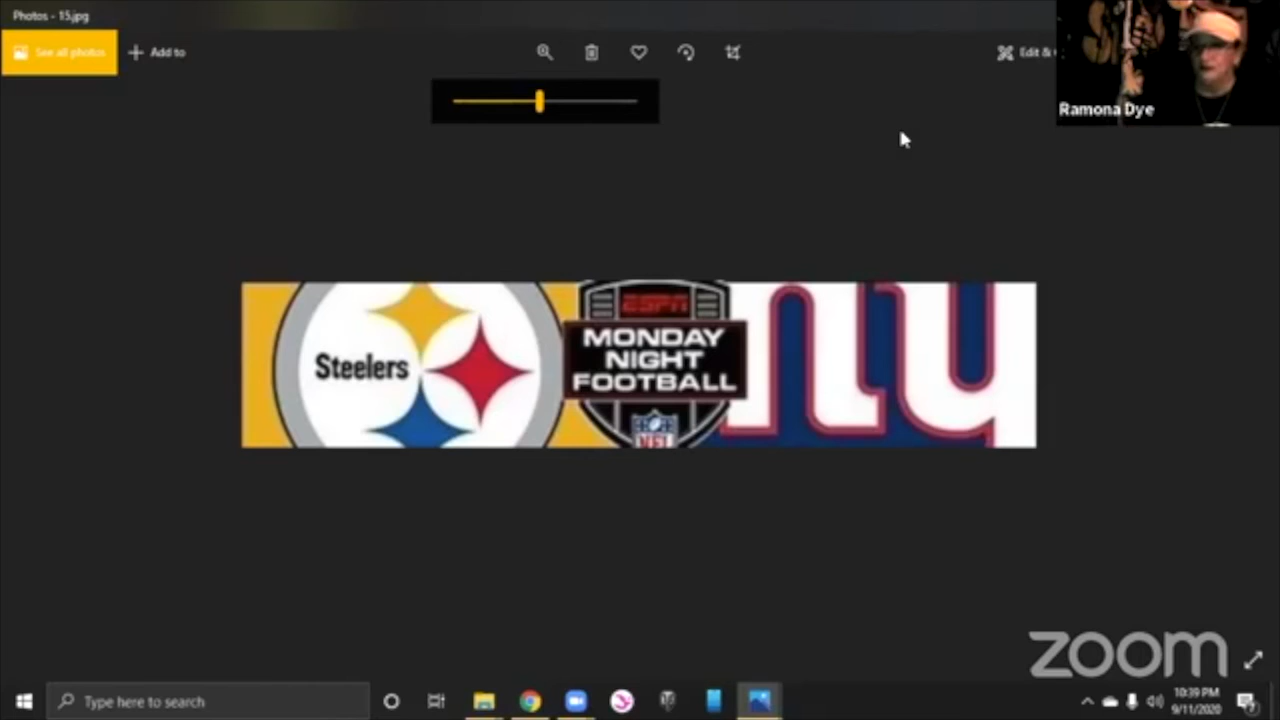 Photos - 15.jpg
See all photos
Add to
Edit &
Ramona Dye
Steelers
ESPN
MONDAY
NIGHT
FOOTBALL
NFL
ny
zoom
Type here to search
10:39 PM
9/11/2020